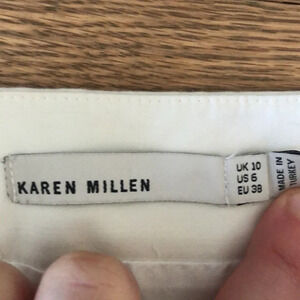 KAREN MILLEN
UK 10
US 6
EU 38
MADE IN
TURKEY